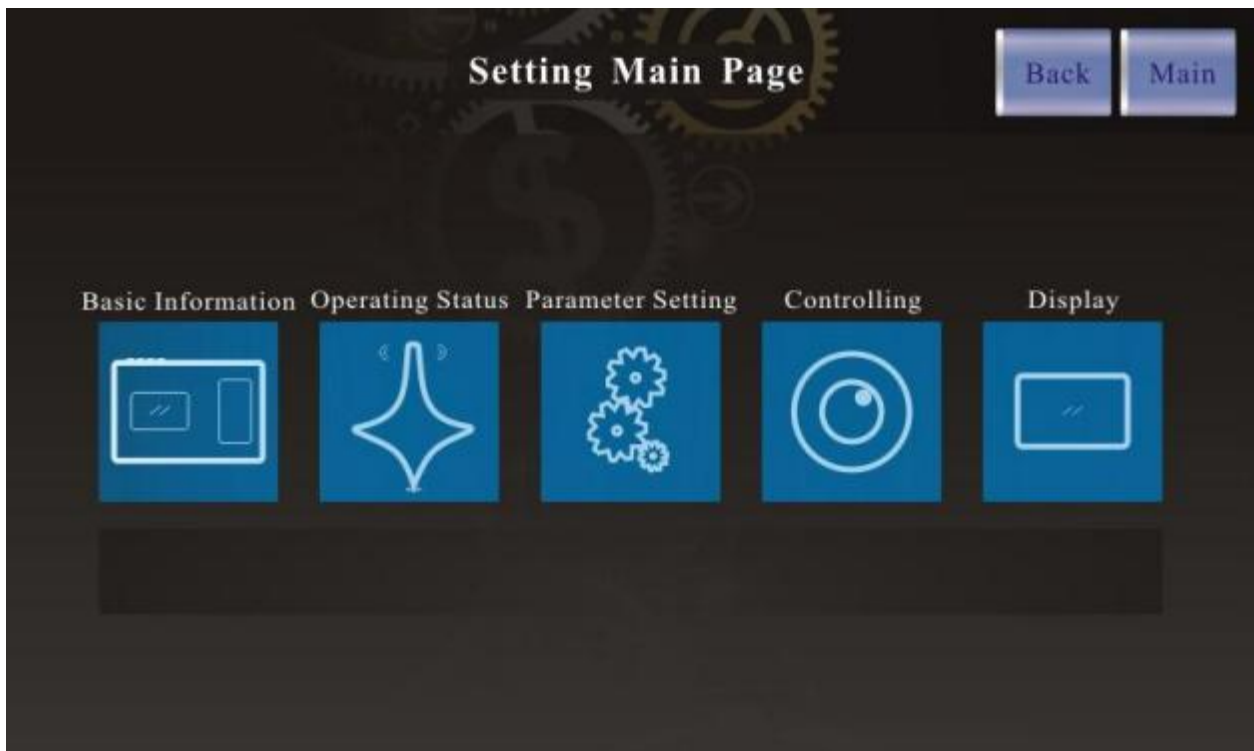 Setting Main Page
Back
Main
Basic Information
Operating Status
Parameter Setting
Controlling
Display